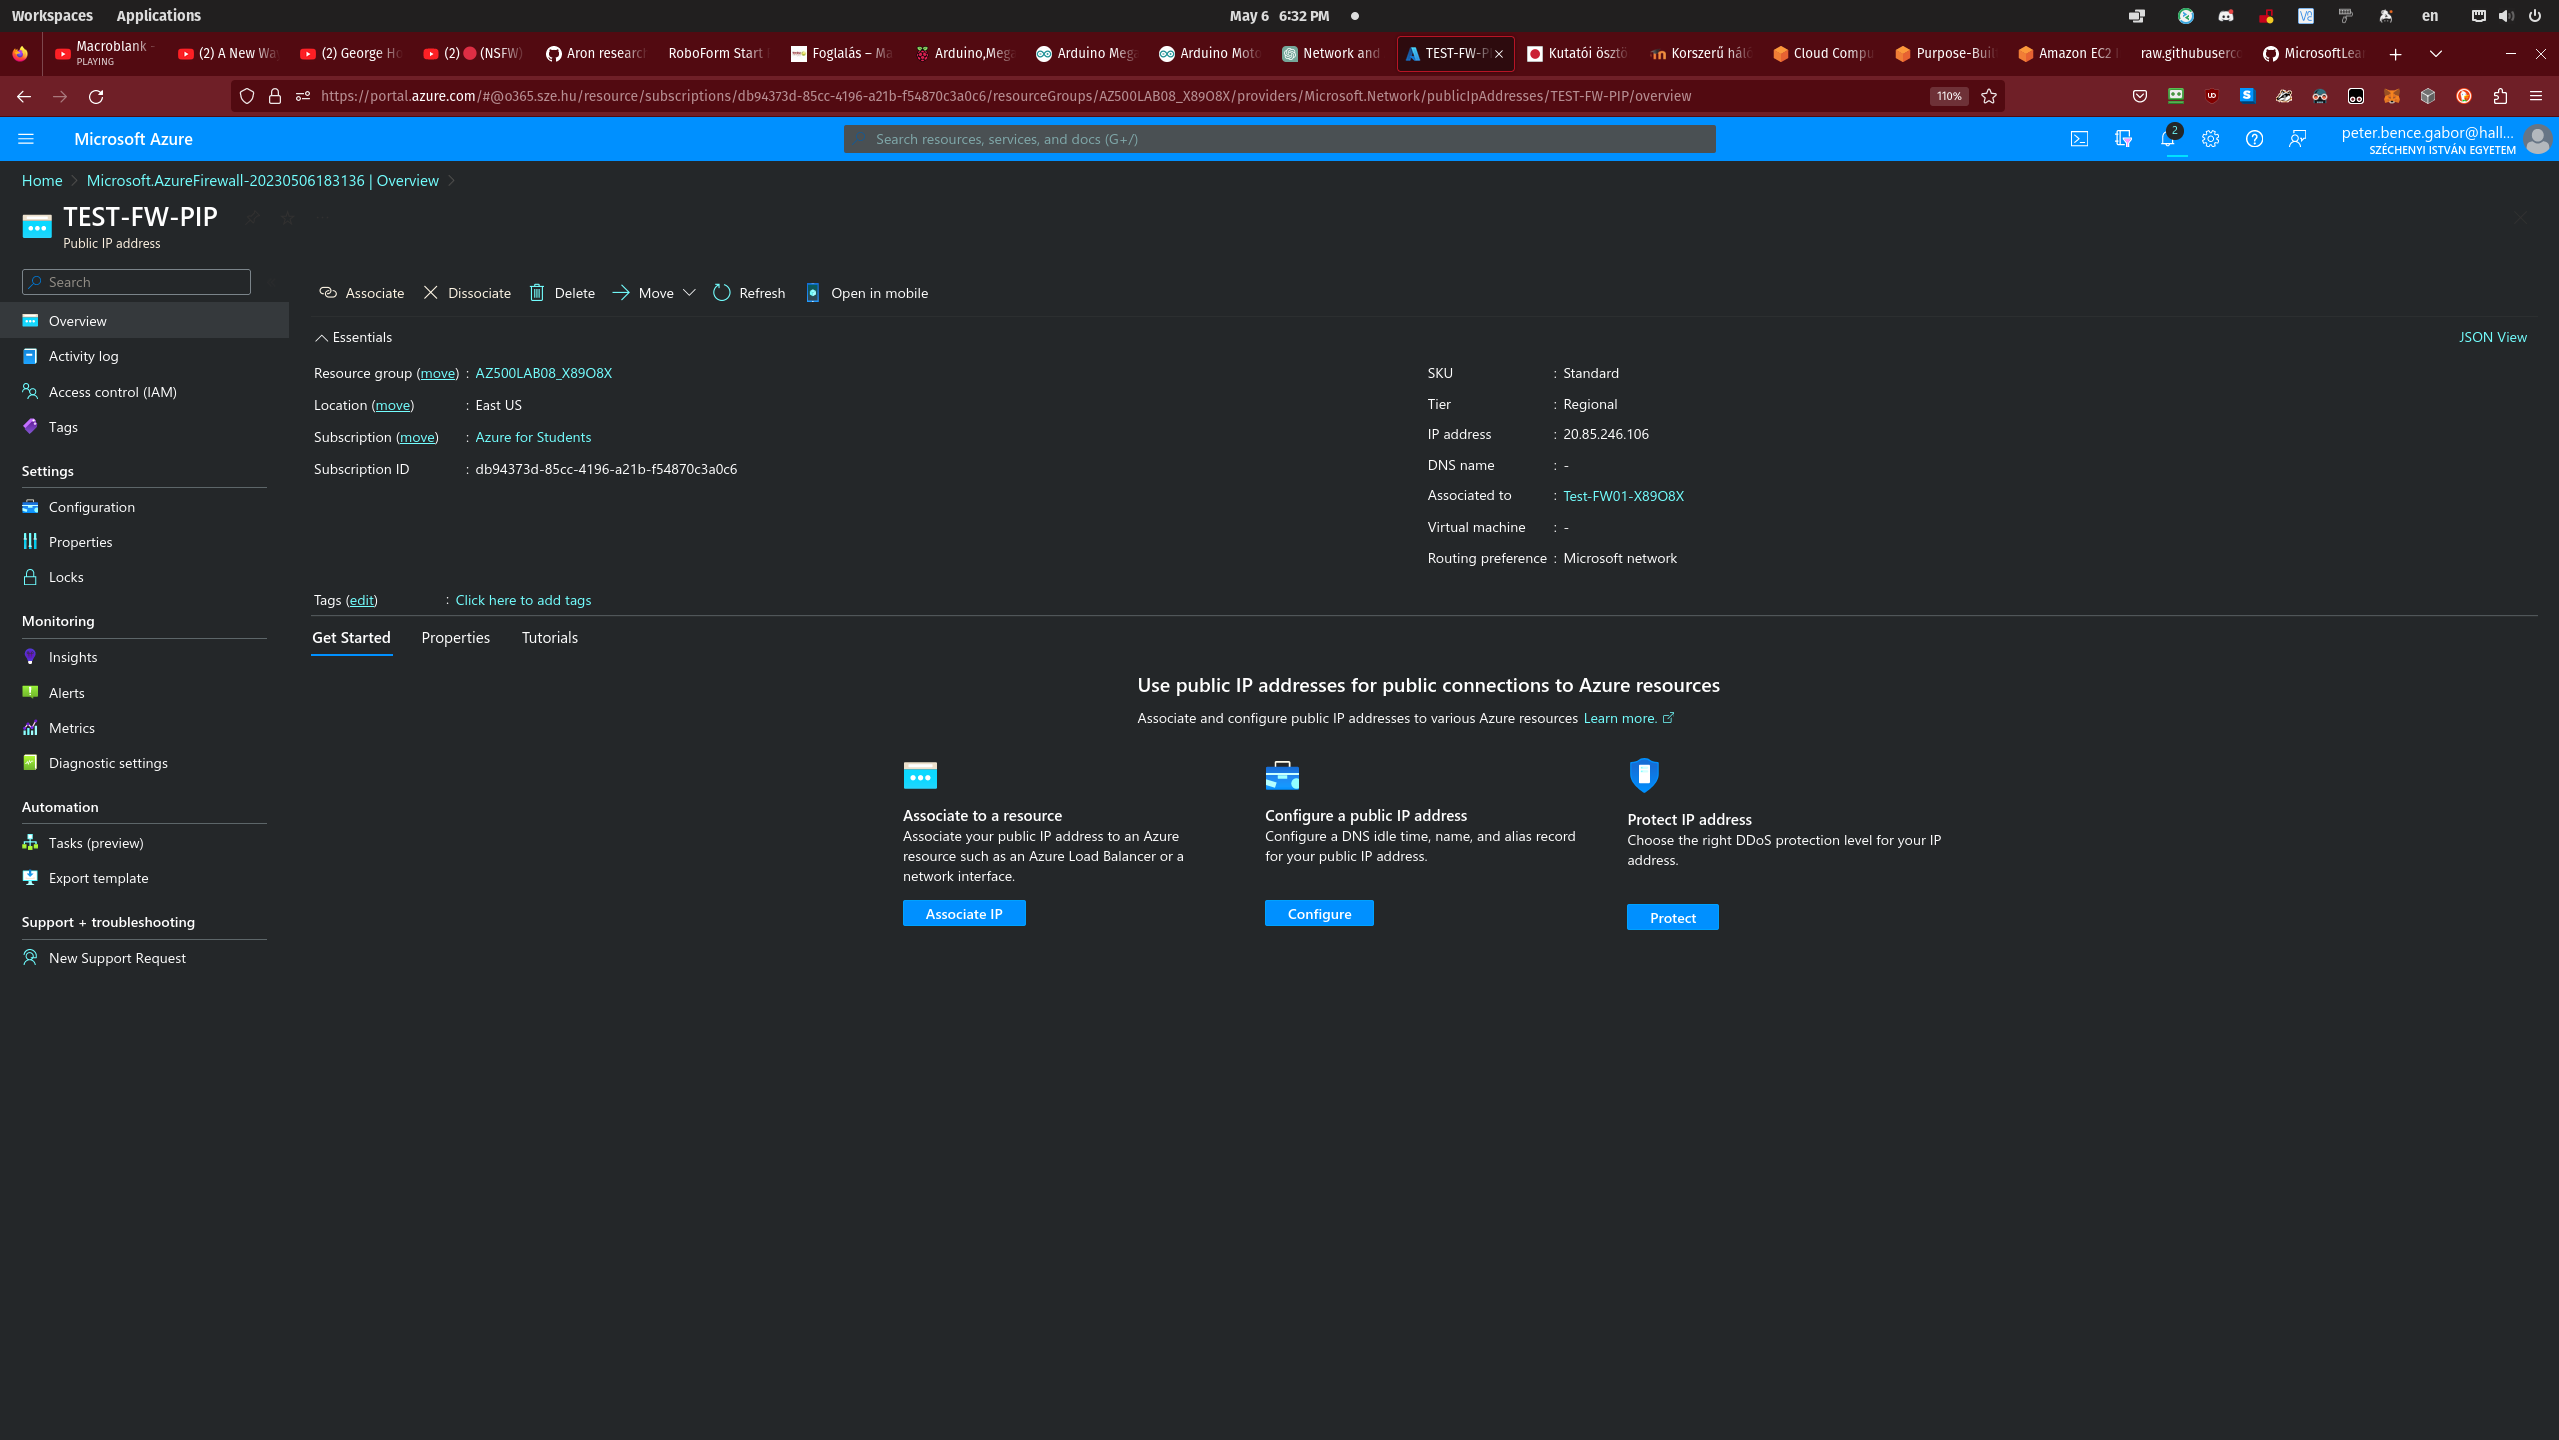 Workspaces Applications May 6 6:32 PM en
Macroblank -
PLAYING
(2) A New Wa
(2) George Ho
(2) 🔴 (NSFW)
Aron research
RoboForm Start
Foglalás – Ma
Arduino,Mega
Arduino Mega
Arduino Moto
Network and
TEST-FW-PI
Kutatói ösztö
Korszerű háló
Cloud Compu
Purpose-Built
Amazon EC2
raw.githubuserco
MicrosoftLear
https://portal.azure.com/#@o365.sze.hu/resource/subscriptions/db94373d-85cc-4196-a21b-f54870c3a0c6/resourceGroups/AZ500LAB08_X89O8X/providers/Microsoft.Network/publicIpAddresses/TEST-FW-PIP/overview
110%
Microsoft Azure
Search resources, services, and docs (G+/)
2
peter.bence.gabor@hall...
SZÉCHENYI ISTVÁN EGYETEM
Home > Microsoft.AzureFirewall-20230506183136 | Overview >
TEST-FW-PIP
Public IP address
Search
Overview
Activity log
Access control (IAM)
Tags
Settings
Configuration
Properties
Locks
Monitoring
Insights
Alerts
Metrics
Diagnostic settings
Automation
Tasks (preview)
Export template
Support + troubleshooting
New Support Request
Associate Dissociate Delete Move Refresh Open in mobile
Essentials
JSON View
Resource group (move) : AZ500LAB08_X89O8X
Location (move) : East US
Subscription (move) : Azure for Students
Subscription ID : db94373d-85cc-4196-a21b-f54870c3a0c6
SKU : Standard
Tier : Regional
IP address : 20.85.246.106
DNS name : -
Associated to : Test-FW01-X89O8X
Virtual machine : -
Routing preference : Microsoft network
Tags (edit) : Click here to add tags
Get Started Properties Tutorials
Use public IP addresses for public connections to Azure resources
Associate and configure public IP addresses to various Azure resources Learn more.
Associate to a resource
Associate your public IP address to an Azure
resource such as an Azure Load Balancer or a
network interface.
Associate IP
Configure a public IP address
Configure a DNS idle time, name, and alias record
for your public IP address.
Configure
Protect IP address
Choose the right DDoS protection level for your IP
address.
Protect